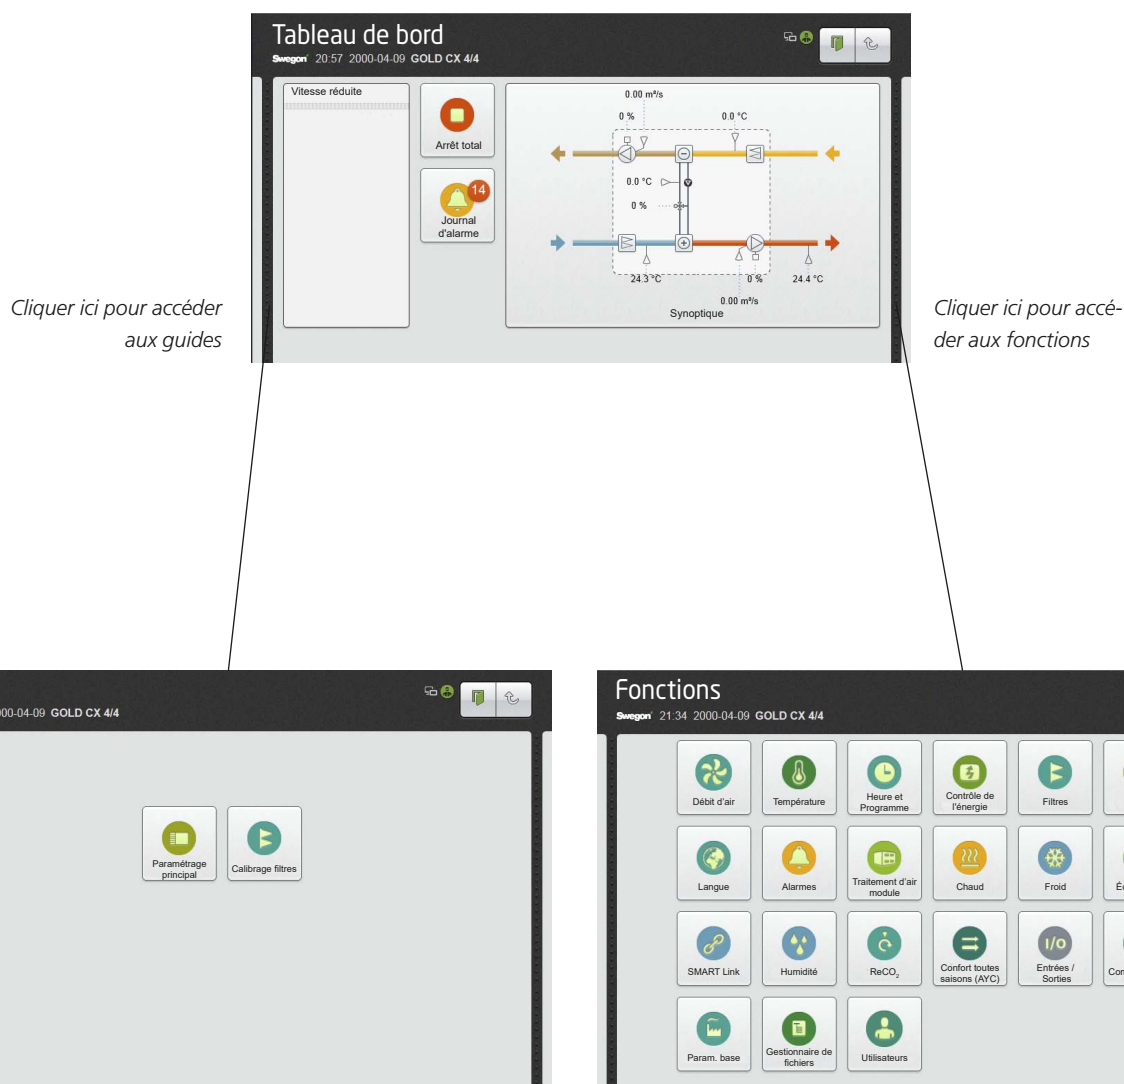 Tableau de bord
Swegon 20:57 2000-04-09 GOLD CX 4/4
Vitesse réduite
Arrêt total
14
Journal
d'alarme
0.00 m³/s
0 %
0.0 °C
0.0 °C
0 %
24.3 °C
0 %
24.4 °C
0.00 m³/s
Synoptique
Cliquer ici pour accéder
aux guides
Cliquer ici pour accé-
der aux fonctions
00-04-09 GOLD CX 4/4
Paramétrage
principal
Calibrage filtres
Fonctions
Swegon 21:34 2000-04-09 GOLD CX 4/4
Débit d'air
Température
Heure et
Programme
Contrôle de
l'énergie
Filtres
Langue
Alarmes
Traitement d'air
module
Chaud
Froid
SMART Link
Humidité
ReCO₂
Confort toutes
saisons (AYC)
I/O
Entrées /
Sorties
Com
Param. base
Gestionnaire de
fichiers
Utilisateurs